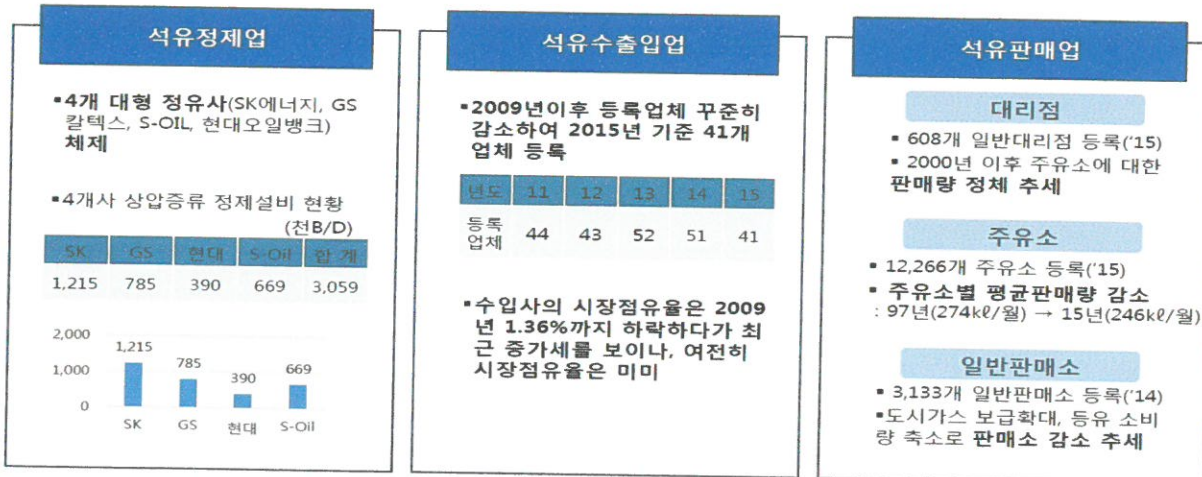 석유정제업
▪4개 대형 정유사(SK에너지, GS
칼텍스, S-OIL, 현대오일뱅크)
체제
▪4개사 상압증류 정제설비 현황
(천B/D)
SK GS 현대 S-Oil 합 계
1,215 785 390 669 3,059
2,000
1,000
0
1,215 785 390 669
SK GS 현대 S-Oil
석유수출입업
▪2009년이후 등록업체 꾸준히
감소하여 2015년 기준 41개
업체 등록
년도 11 12 13 14 15
등록
업체 44 43 52 51 41
▪수입사의 시장점유율은 2009
년 1.36%까지 하락하다가 최
근 증가세를 보이나, 여전히
시장점유율은 미미
석유판매업
대리점
▪ 608개 일반대리점 등록('15)
▪ 2000년 이후 주유소에 대한
판매량 정체 추세
주유소
▪ 12,266개 주유소 등록('15)
▪ 주유소별 평균판매량 감소
: 97년(274㎘/월) → 15년(246㎘/월)
일반판매소
▪ 3,133개 일반판매소 등록('14)
▪도시가스 보급확대, 등유 소비
량 축소로 판매소 감소 추세